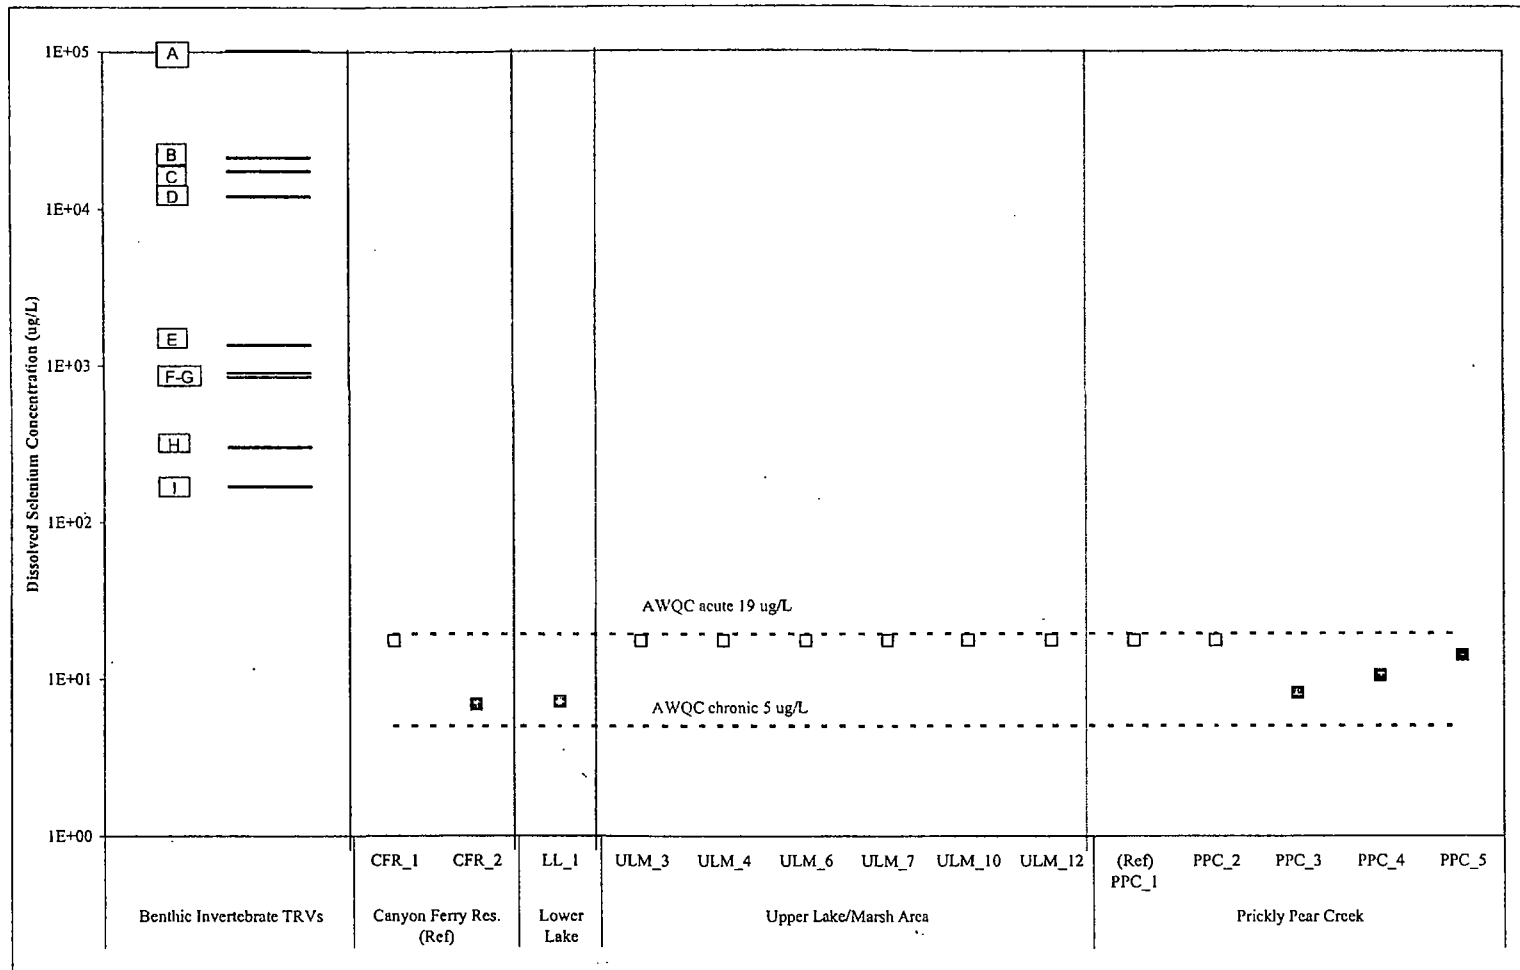 Dissolved Selenium Concentration (ug/L)
1E+05
1E+04
1E+03
1E+02
1E+01
1E+00
A
B
C
D
E
F-G
H
I
AWQC acute 19 ug/L
AWQC chronic 5 ug/L
CFR_1 CFR_2 LL_1 ULM_3 ULM_4 ULM_6 ULM_7 ULM_10 ULM_12 (Ref) PPC_2 PPC_3 PPC_4 PPC_5
PPC_1
Benthic Invertebrate TRVs Canyon Ferry Res. Lower Upper Lake/Marsh Area Prickly Pear Creek
(Ref) Lake